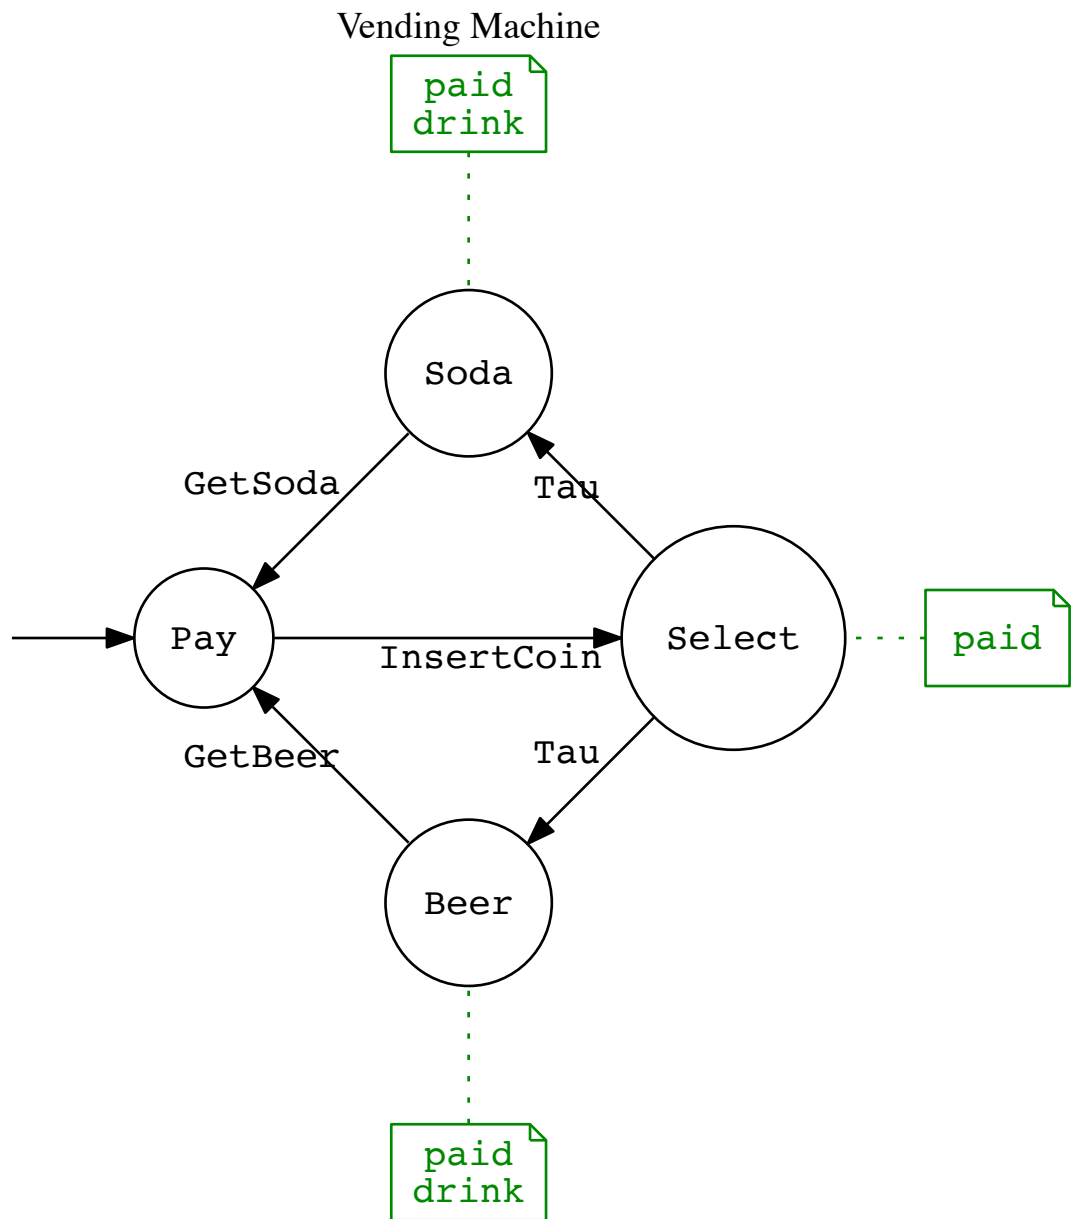 Vending Machine
paid
drink
Soda
GetSoda
Tau
Pay
InsertCoin
Select
paid
GetBeer
Tau
Beer
paid
drink